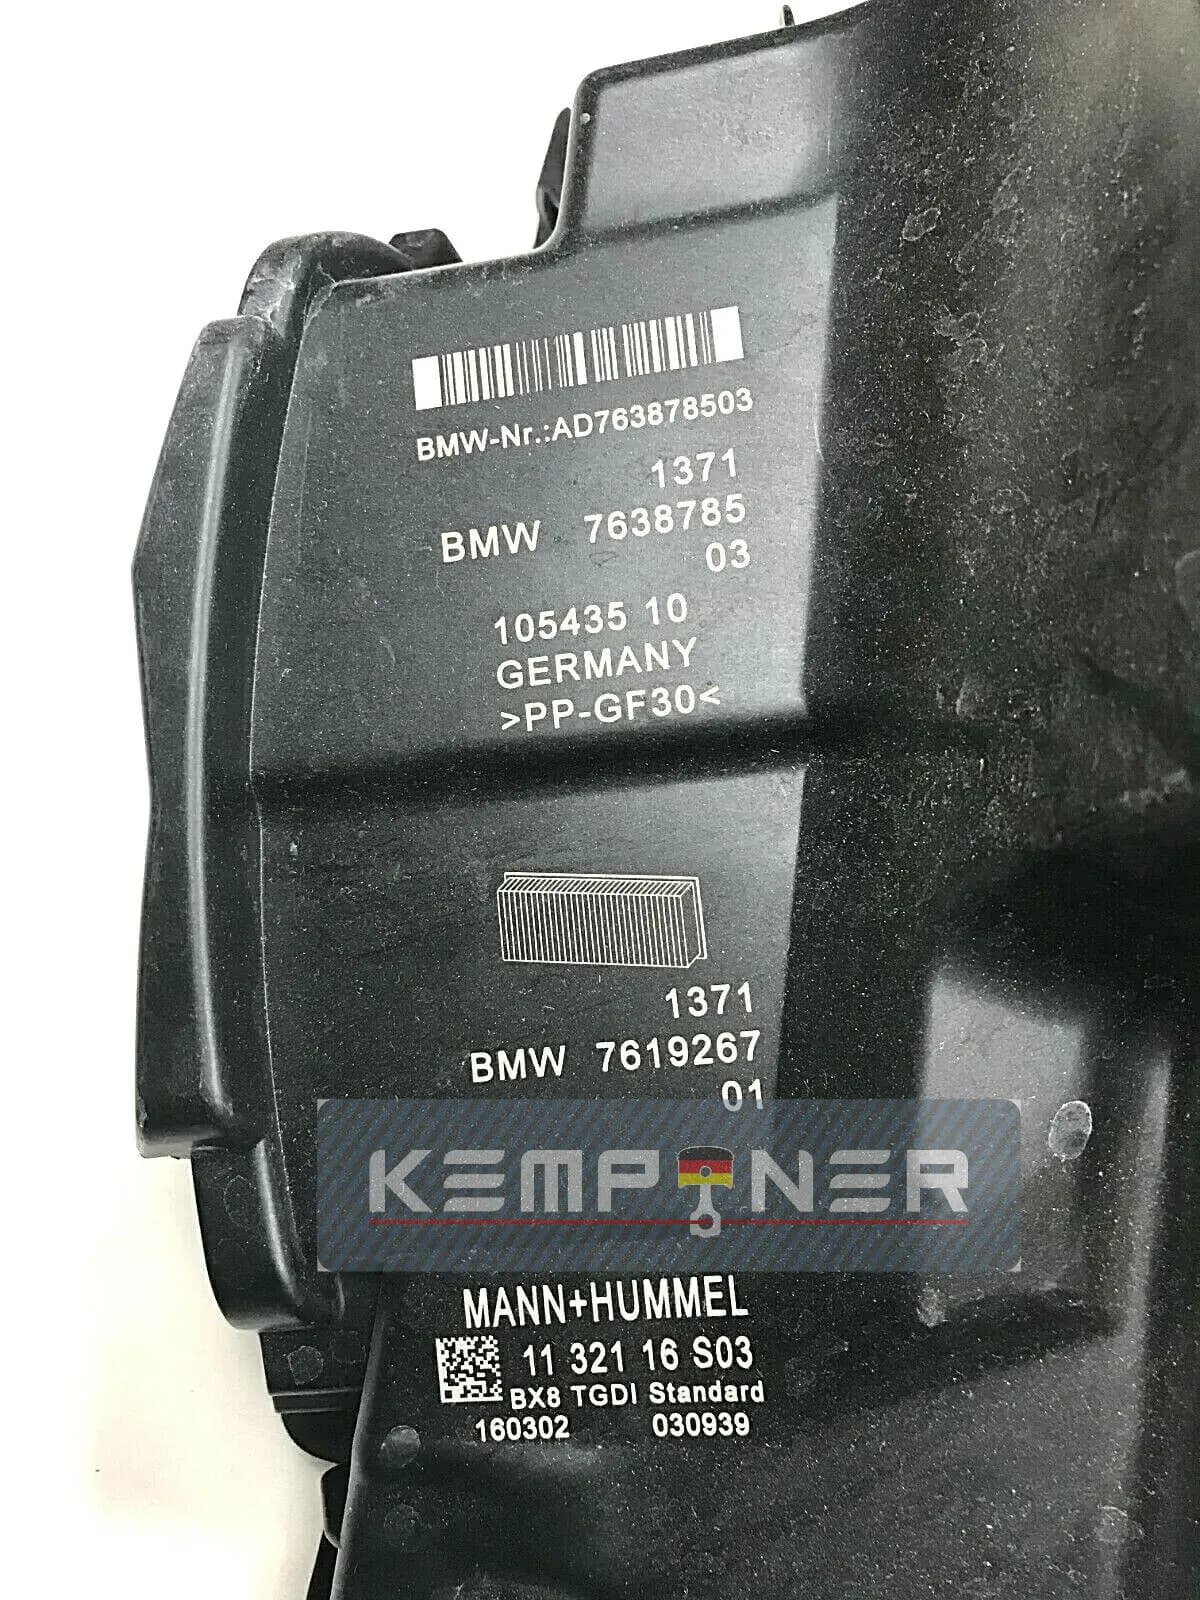 BMW-Nr.:AD763878503
1371
BMW 7638785
03
105435 10
GERMANY
>PP-GF30<
1371
BMW 7619267
01
KEMPTNER
MANN+HUMMEL
11 321 16 S03
BX8 TGDI Standard
160302 030939